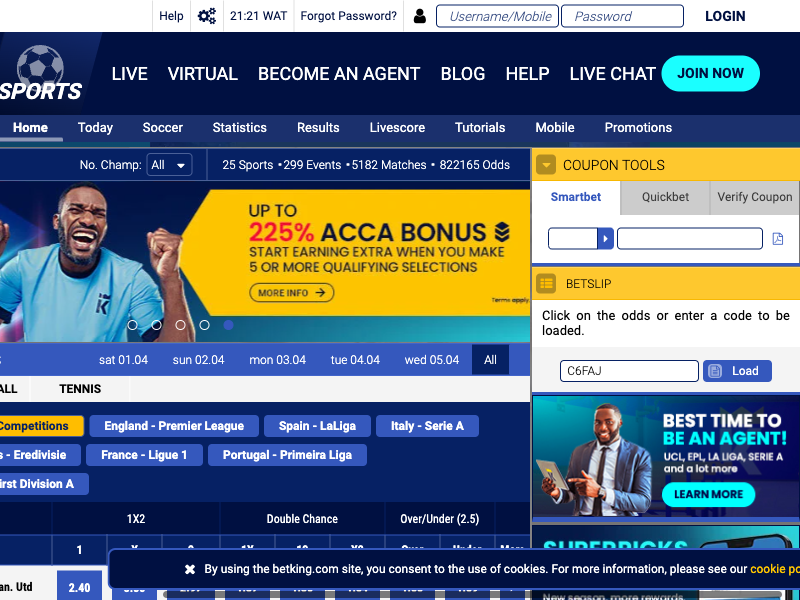 Help
21:21 WAT
Forgot Password?
Username/Mobile
Password
LOGIN
SPORTS
LIVE
VIRTUAL
BECOME AN AGENT
BLOG
HELP
LIVE CHAT
JOIN NOW
Home
Today
Soccer
Statistics
Results
Livescore
Tutorials
Mobile
Promotions
No. Champ:
All
25 Sports • 299 Events • 5182 Matches • 822165 Odds
UP TO
225% ACCA BONUS
START EARNING EXTRA WHEN YOU MAKE
5 OR MORE QUALIFYING SELECTIONS
MORE INFO
Terms apply.
sat 01.04
sun 02.04
mon 03.04
tue 04.04
wed 05.04
All
ALL
TENNIS
Competitions
England - Premier League
Spain - LaLiga
Italy - Serie A
s - Eredivisie
France - Ligue 1
Portugal - Primeira Liga
irst Division A
1X2
Double Chance
Over/Under (2.5)
1
an. Utd
2.40
COUPON TOOLS
Smartbet
Quickbet
Verify Coupon
BETSLIP
Click on the odds or enter a code to be
loaded.
C6FAJ
Load
BEST TIME TO
BE AN AGENT!
UCL, EPL, LA LIGA, SERIE A
and a lot more
LEARN MORE
SUPERPICKS
By using the betking.com site, you consent to the use of cookies. For more information, please see our cookie po
New season, more rewards